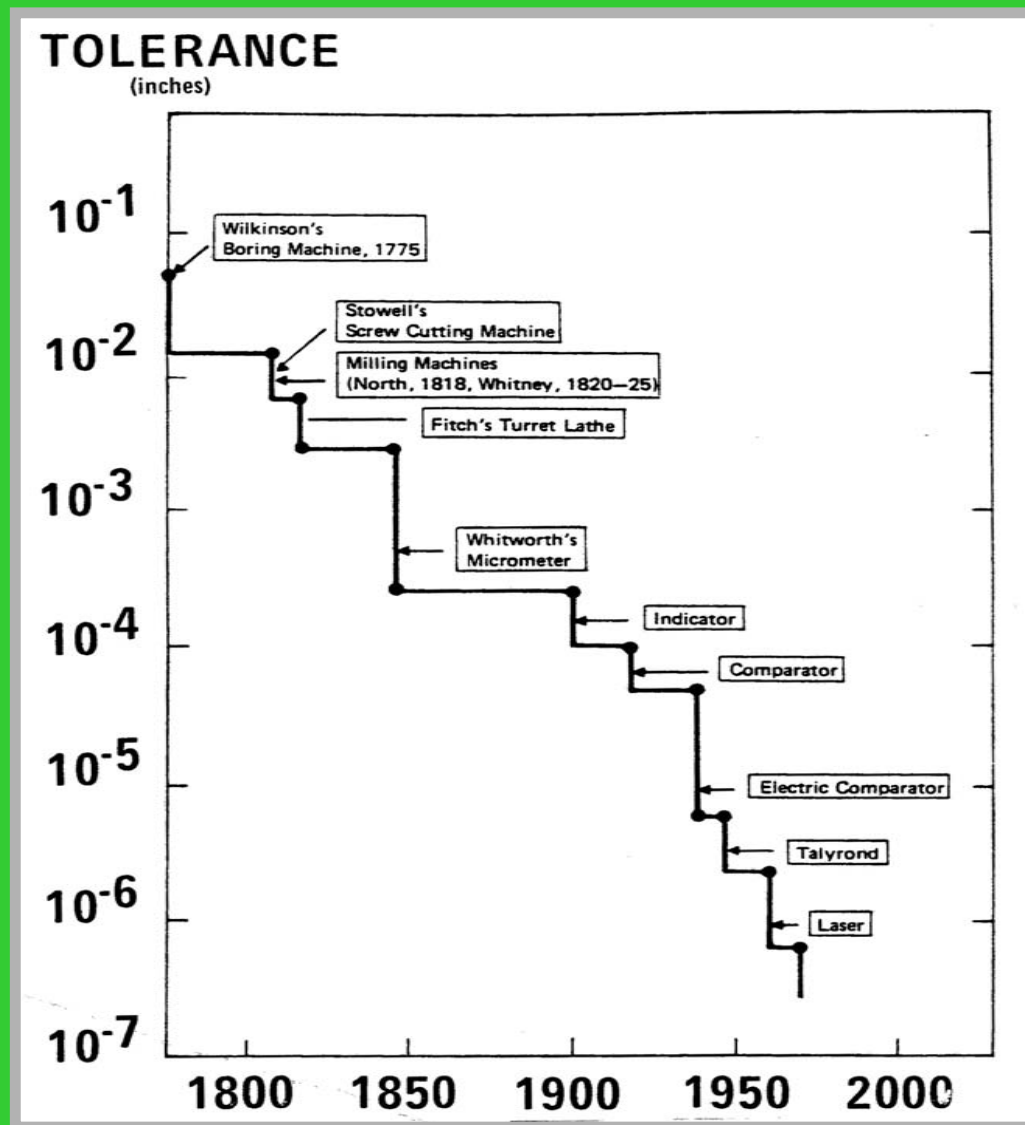 TOLERANCE
(inches)
10-1
Wilkinson's
Boring Machine, 1775
Stowell's
Screw Cutting Machine
10-2
Milling Machines
(North, 1818, Whitney, 1820–25)
Fitch's Turret Lathe
10-3
Whitworth's
Micrometer
10-4
Indicator
Comparator
10-5
Electric Comparator
Talyrond
10-6
Laser
10-7
1800 1850 1900 1950 2000